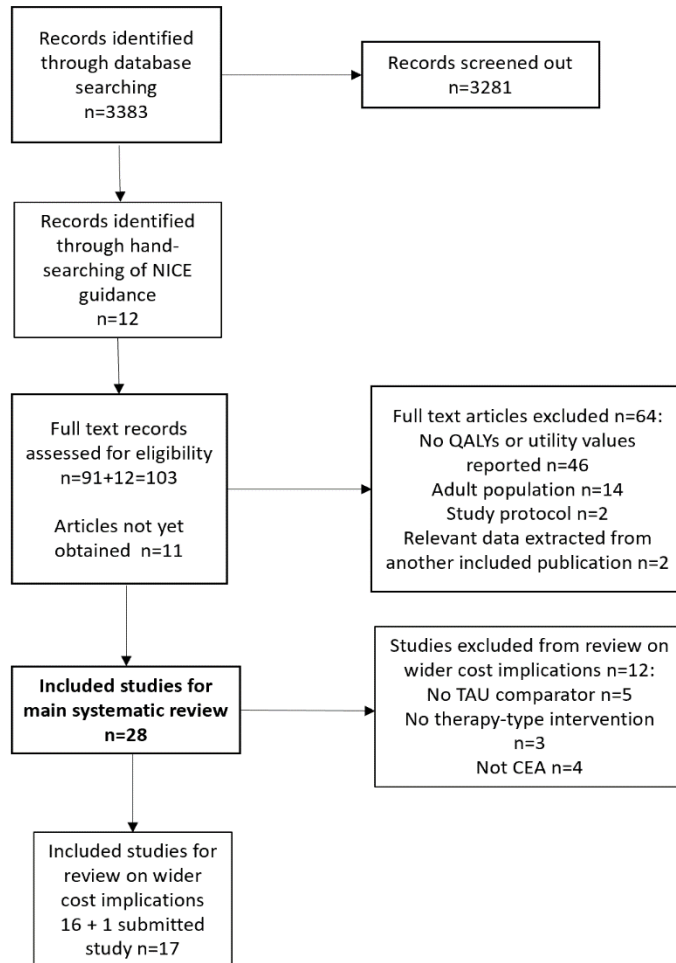 Records identified
through database
searching
n=3383
Records screened out
n=3281
Records identified
through hand-
searching of NICE
guidance
n=12
Full text records
assessed for eligibility
n=91+12=103
Articles not yet
obtained n=11
Full text articles excluded n=64:
No QALYs or utility values
reported n=46
Adult population n=14
Study protocol n=2
Relevant data extracted from
another included publication n=2
Included studies for
main systematic review
n=28
Studies excluded from review on
wider cost implications n=12:
No TAU comparator n=5
No therapy-type intervention
n=3
Not CEA n=4
Included studies for
review on wider
cost implications
16 + 1 submitted
study n=17